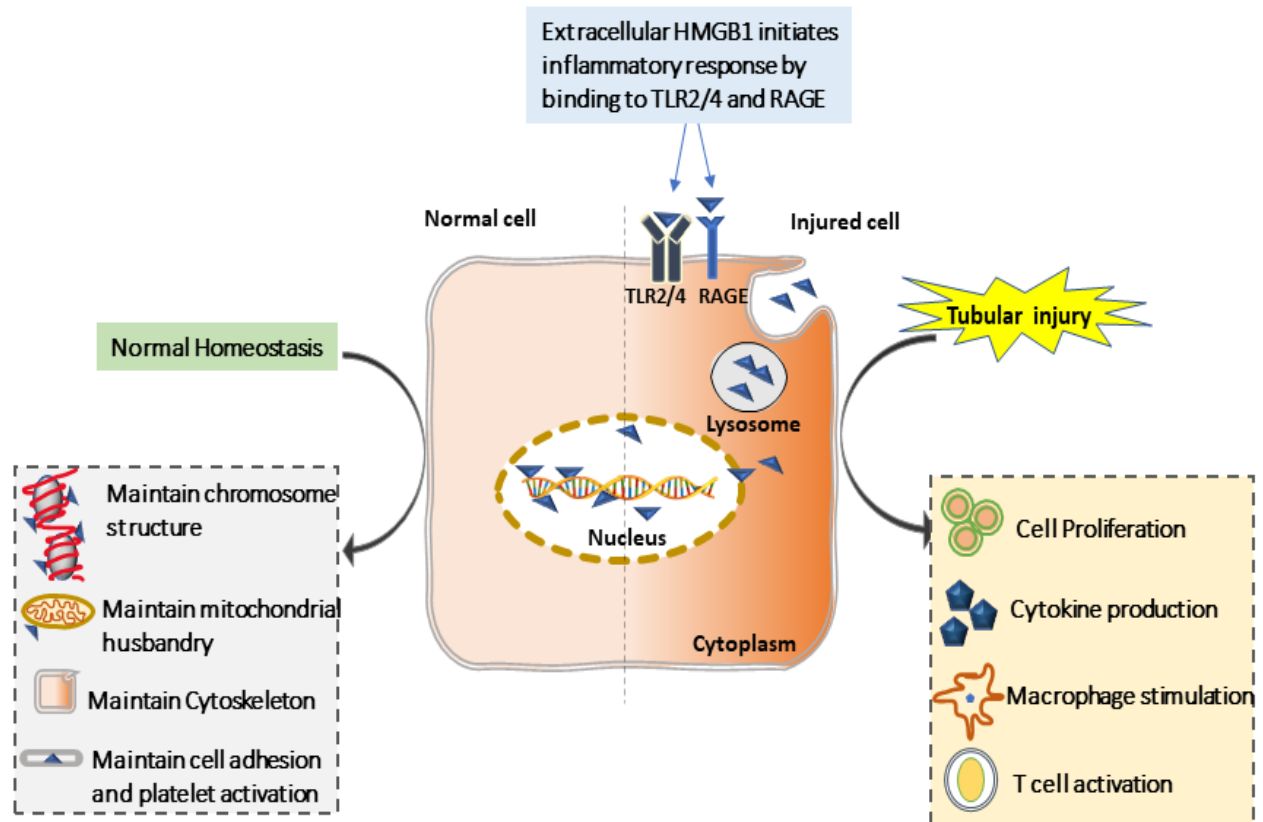 Extracellular HMGB1 initiates
inflammatory response by
binding to TLR2/4 and RAGE
Normal cell
Injured cell
TLR2/4
RAGE
Tubular injury
Normal Homeostasis
Lysosome
Nucleus
Cytoplasm
Maintain chromosome
structure
Maintain mitochondrial
husbandry
Maintain Cytoskeleton
Maintain cell adhesion
and platelet activation
Cell Proliferation
Cytokine production
Macrophage stimulation
T cell activation